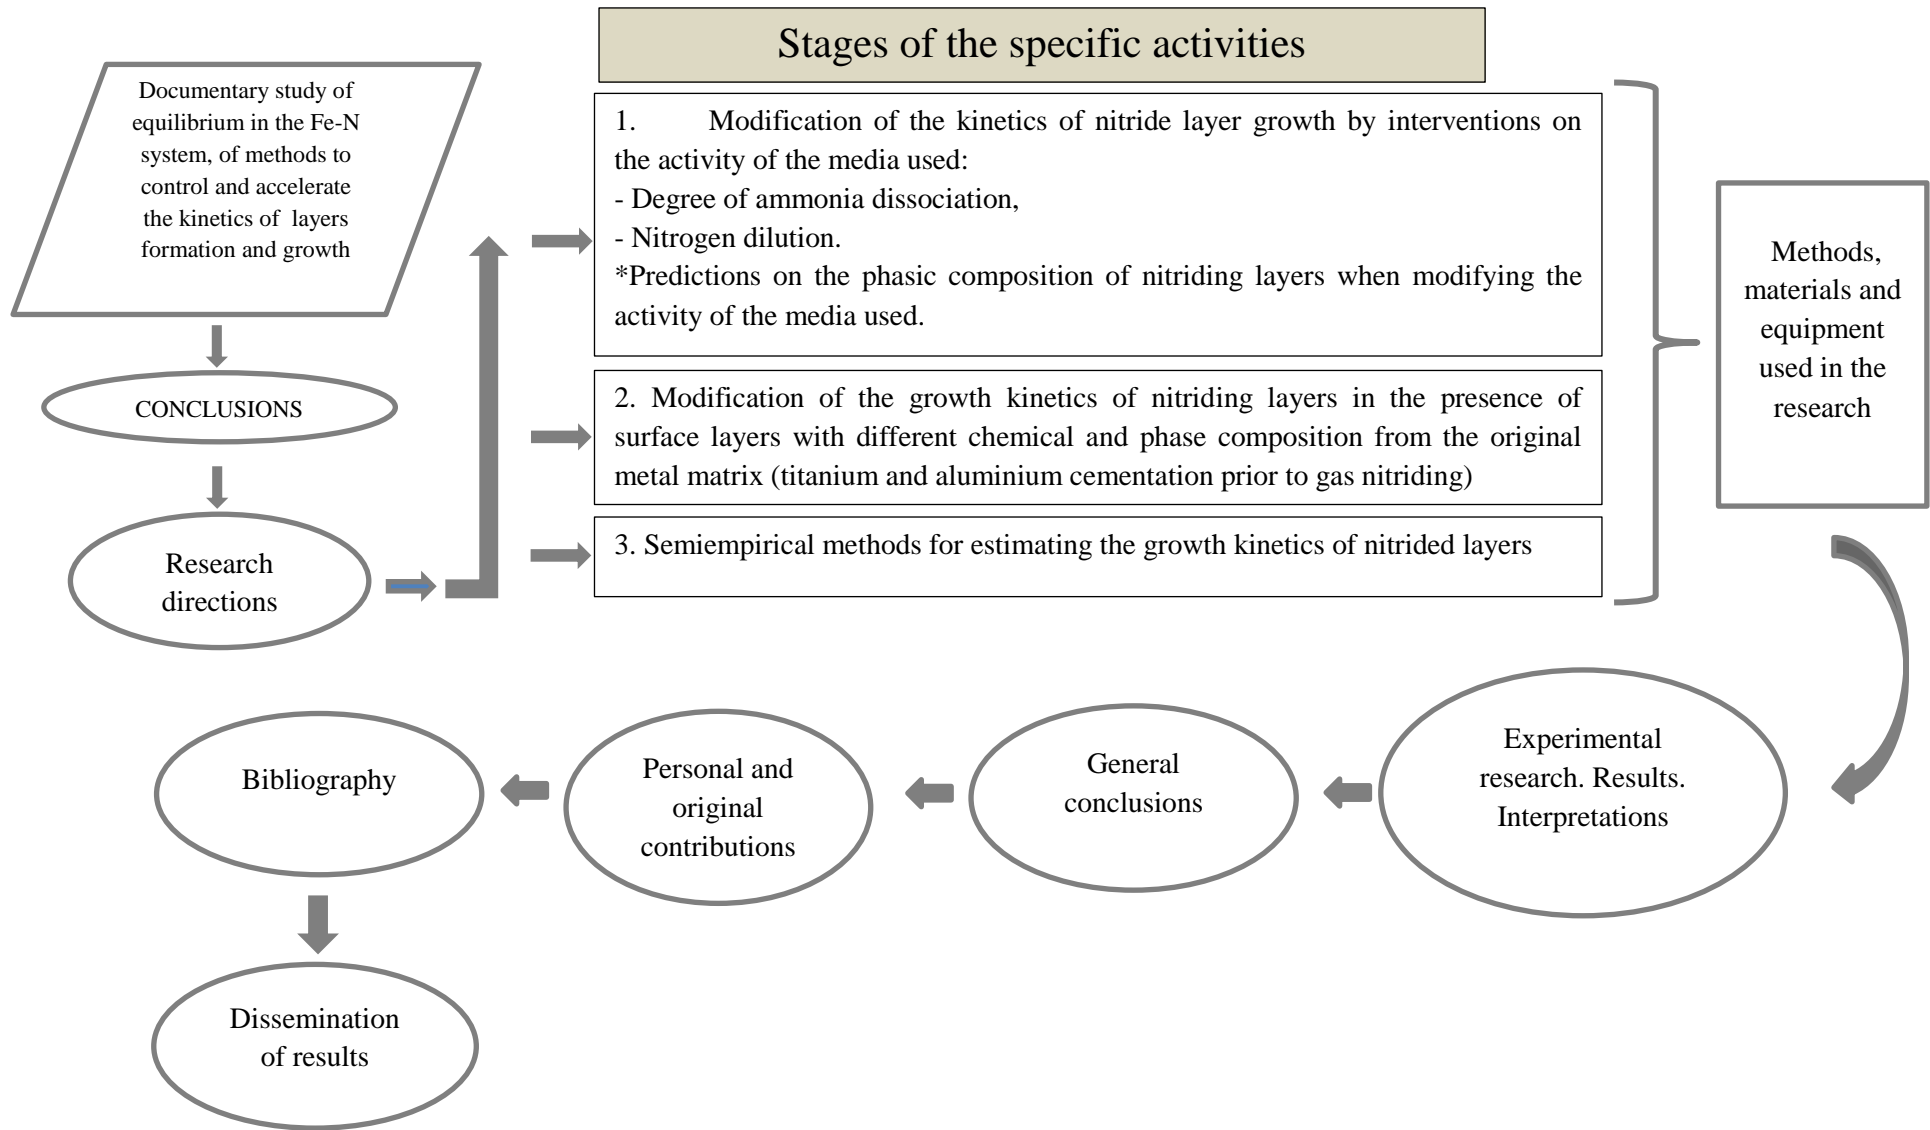 Stages of the specific activities
Documentary study of
equilibrium in the Fe-N
system, of methods to
control and accelerate
the kinetics of layers
formation and growth
CONCLUSIONS
Research
directions
1. Modification of the kinetics of nitride layer growth by interventions on
the activity of the media used:
- Degree of ammonia dissociation,
- Nitrogen dilution.
*Predictions on the phasic composition of nitriding layers when modifying the
activity of the media used.
2. Modification of the growth kinetics of nitriding layers in the presence of
surface layers with different chemical and phase composition from the original
metal matrix (titanium and aluminium cementation prior to gas nitriding)
3. Semiempirical methods for estimating the growth kinetics of nitrided layers
Methods,
materials and
equipment
used in the
research
Experimental
research. Results.
Interpretations
General
conclusions
Personal and
original
contributions
Bibliography
Dissemination
of results